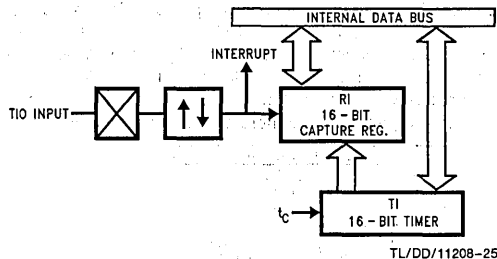 INTERNAL DATA BUS
INTERRUPT
TIO INPUT
RI
16 - BIT
CAPTURE REG.
tC
TI
16 - BIT TIMER
TL/DD/11208-25